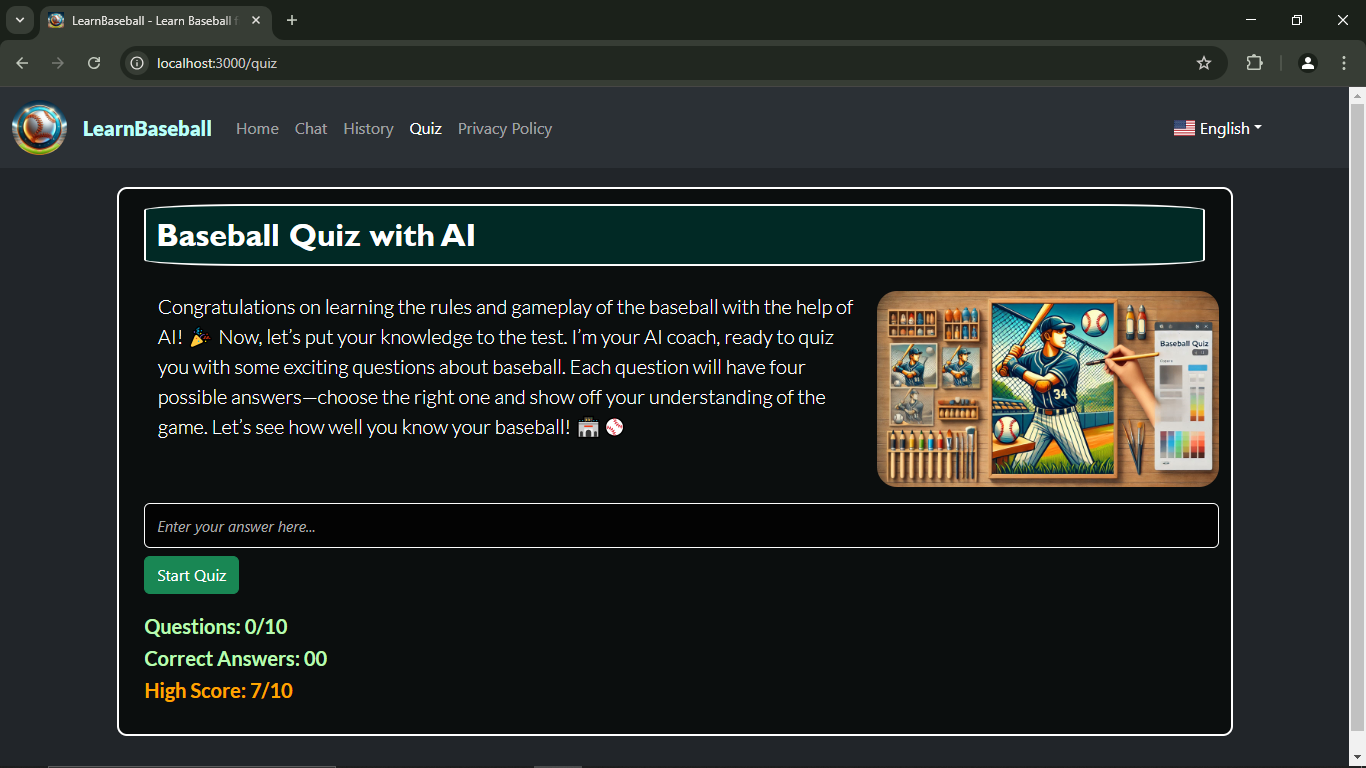 LearnBaseball - Learn Baseball f
localhost:3000/quiz
LearnBaseball Home Chat History Quiz Privacy Policy English
Baseball Quiz with AI
Congratulations on learning the rules and gameplay of the baseball with the help of
AI! 🎉 Now, let’s put your knowledge to the test. I’m your AI coach, ready to quiz
you with some exciting questions about baseball. Each question will have four
possible answers—choose the right one and show off your understanding of the
game. Let’s see how well you know your baseball! 🏟️ ⚾
34
Baseball Quiz
Enter your answer here...
Start Quiz
Questions: 0/10
Correct Answers: 00
High Score: 7/10